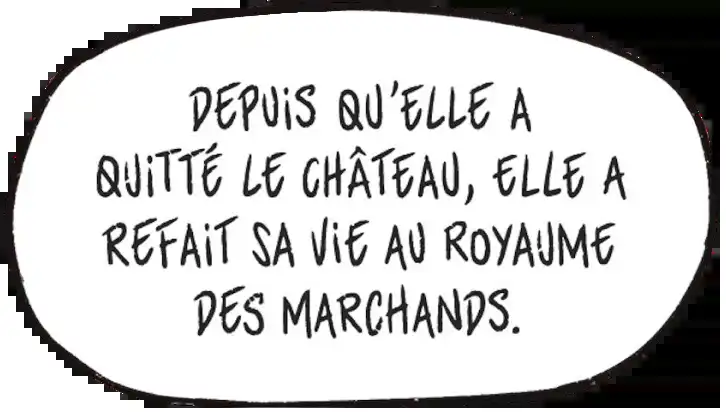 DEPUIS QU'ELLE A
QUITTÉ LE CHÂTEAU, ELLE A
REFAIT SA VIE AU ROYAUME
DES MARCHANDS.